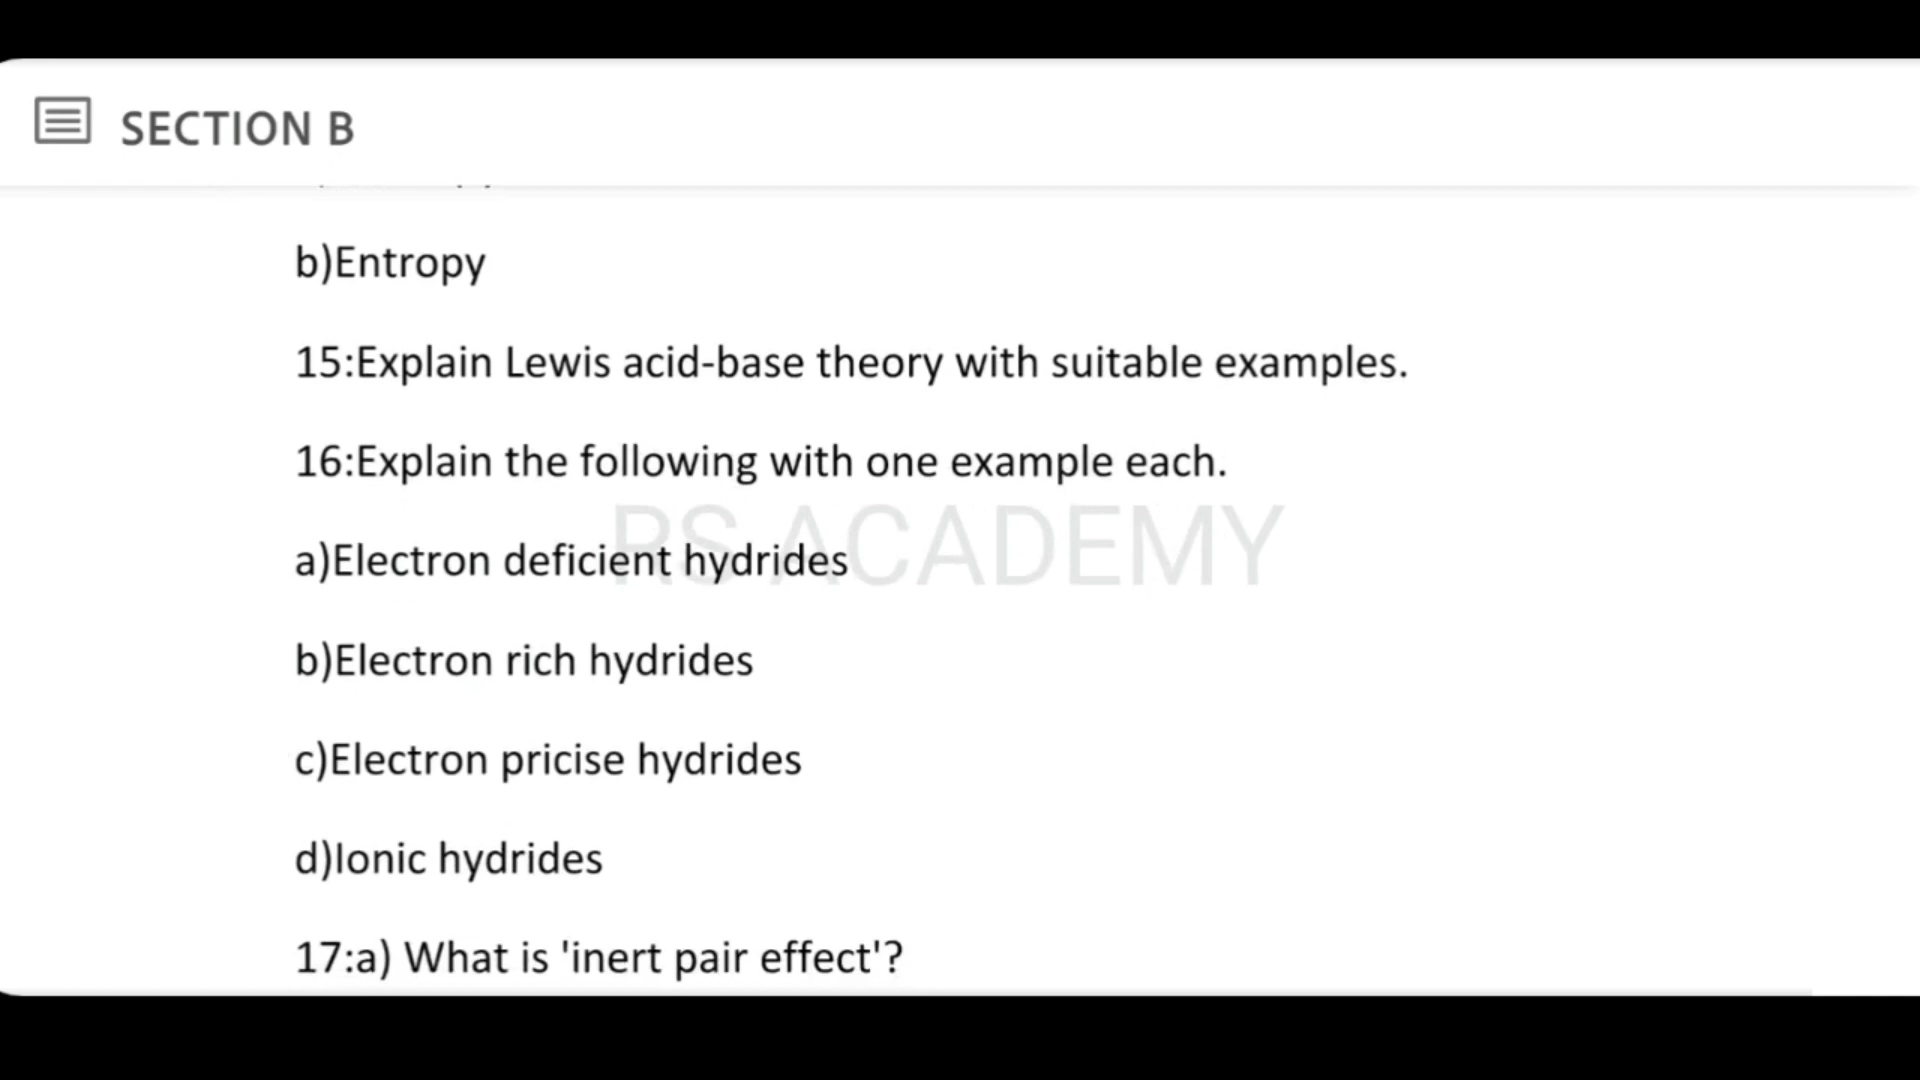 SECTION B
b)Entropy
15:Explain Lewis acid-base theory with suitable examples.
16:Explain the following with one example each.
RS ACADEMY
a)Electron deficient hydrides
b)Electron rich hydrides
c)Electron pricise hydrides
d)Ionic hydrides
17:a) What is 'inert pair effect'?